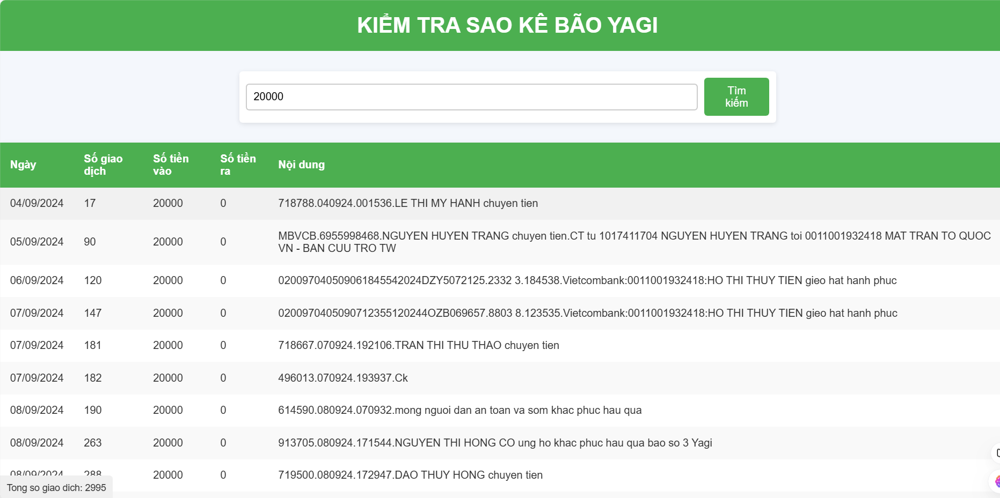 KIỂM TRA SAO KÊ BÃO YAGI
20000
Tìm
kiếm
Ngày
Số giao
dịch
Số tiền
vào
Số tiền
ra
Nội dung
04/09/2024 17 20000 0 718788.040924.001536.LE THI MY HANH chuyen tien
05/09/2024 90 20000 0 MBVCB.6955998468.NGUYEN HUYEN TRANG chuyen tien.CT tu 1017411704 NGUYEN HUYEN TRANG toi 0011001932418 MAT TRAN TO QUOC
VN - BAN CUU TRO TW
06/09/2024 120 20000 0 020097040509061845542024DZY5072125.2332 3.184538.Vietcombank:0011001932418:HO THI THUY TIEN gieo hat hanh phuc
07/09/2024 147 20000 0 0200970405090712355120244OZB069657.8803 8.123535.Vietcombank:0011001932418:HO THI THUY TIEN gieo hat hanh phuc
07/09/2024 181 20000 0 718667.070924.192106.TRAN THI THU THAO chuyen tien
07/09/2024 182 20000 0 496013.070924.193937.Ck
08/09/2024 190 20000 0 614590.080924.070932.mong nguoi dan an toan va som khac phuc hau qua
08/09/2024 263 20000 0 913705.080924.171544.NGUYEN THI HONG CO ung ho khac phuc hau qua bao so 3 Yagi
08/09/2024 288 20000 0 719500.080924.172947.DAO THUY HONG chuyen tien
Tong so giao dich: 2995